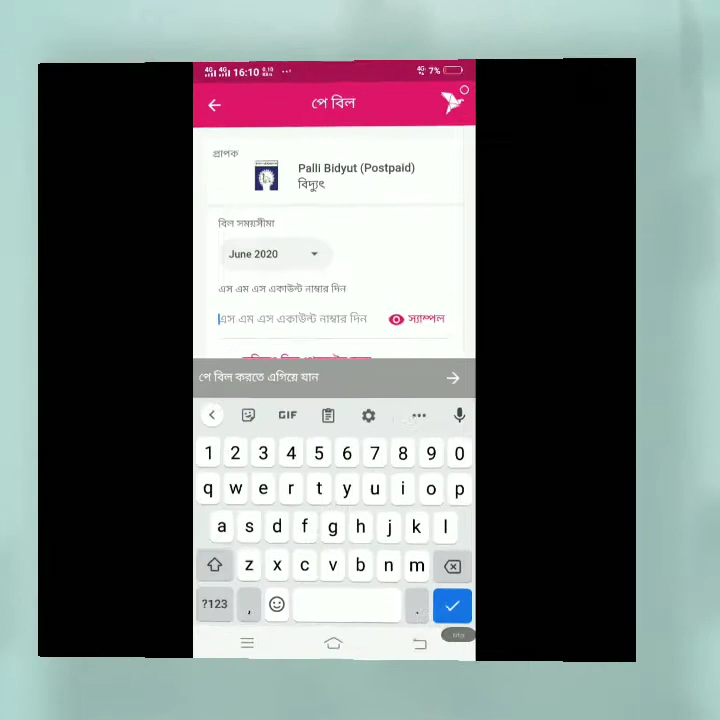 16:10
7%
পে বিল
প্রাপক
Palli Bidyut (Postpaid)
বিদ্যুৎ
বিল সময়সীমা
June 2020
এস এম এস একাউন্ট নাম্বার দিন
এস এম এস একাউন্ট নাম্বার দিন
স্যাম্পল
পে বিল করতে এগিয়ে যান
GIF
1 2 3 4 5 6 7 8 9 0
q w e r t y u i o p
a s d f g h j k l
z x c v b n m
?123 , .